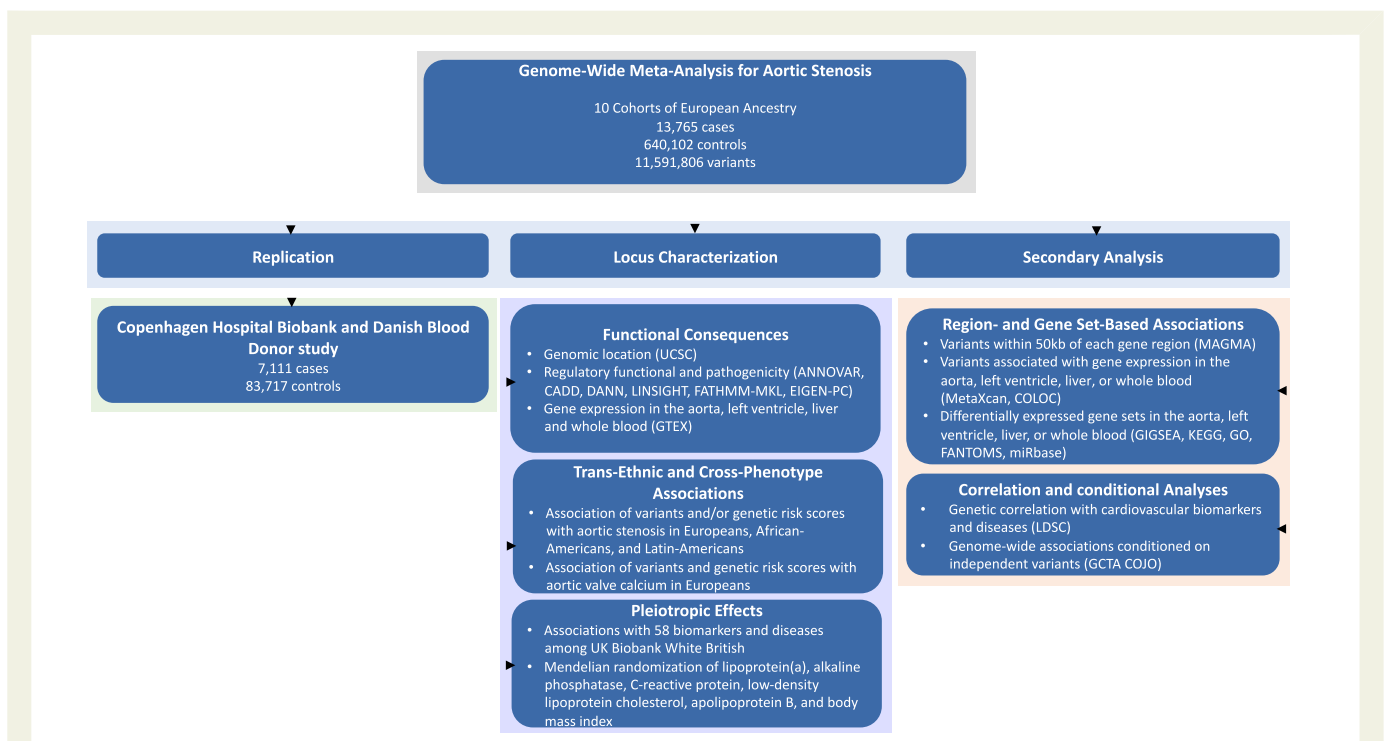 Genome-Wide Meta-Analysis for Aortic Stenosis
10 Cohorts of European Ancestry
13,765 cases
640,102 controls
11,591,806 variants
Replication
Locus Characterization
Secondary Analysis
Copenhagen Hospital Biobank and Danish Blood
Donor study
7,111 cases
83,717 controls
Functional Consequences
• Genomic location (UCSC)
• Regulatory functional and pathogenicity (ANNOVAR,
CADD, DANN, LINSIGHT, FATHMM-MKL, EIGEN-PC)
• Gene expression in the aorta, left ventricle, liver
and whole blood (GTEX)
Trans-Ethnic and Cross-Phenotype
Associations
• Association of variants and/or genetic risk scores
with aortic stenosis in Europeans, African-
Americans, and Latin-Americans
• Association of variants and genetic risk scores with
aortic valve calcium in Europeans
Pleiotropic Effects
• Associations with 58 biomarkers and diseases
among UK Biobank White British
• Mendelian randomization of lipoprotein(a), alkaline
phosphatase, C-reactive protein, low-density
lipoprotein cholesterol, apolipoprotein B, and body
mass index
Region- and Gene Set-Based Associations
• Variants within 50kb of each gene region (MAGMA)
• Variants associated with gene expression in the
aorta, left ventricle, liver, or whole blood
(MetaXcan, COLOC)
• Differentially expressed gene sets in the aorta, left
ventricle, liver, or whole blood (GIGSEA, KEGG, GO,
FANTOMS, miRbase)
Correlation and conditional Analyses
• Genetic correlation with cardiovascular biomarkers
and diseases (LDSC)
• Genome-wide associations conditioned on
independent variants (GCTA COJO)